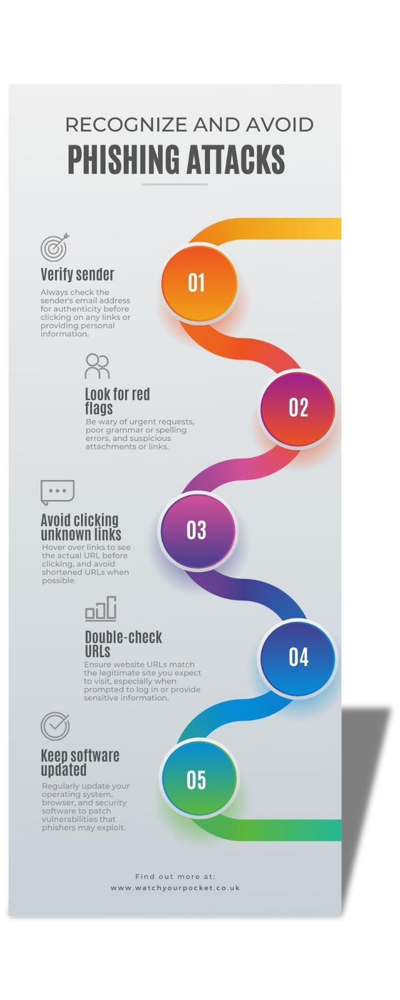 RECOGNIZE AND AVOID
PHISHING ATTACKS
Verify sender
Always check the
sender's email address
for authenticity before
clicking on any links or
providing personal
information.
01
Look for red
flags
Be wary of urgent requests,
poor grammar or spelling
errors, and suspicious
attachments or links.
02
Avoid clicking
unknown links
Hover over links to see
the actual URL before
clicking, and avoid
shortened URLs when
possible.
03
Double-check
URLs
Ensure website URLs match
the legitimate site you expect
to visit, especially when
prompted to log in or provide
sensitive information.
04
Keep software
updated
Regularly update your
operating system,
browser, and security
software to patch
vulnerabilities that
phishers may exploit.
05
Find out more at:
www.watchyourpocket.co.uk